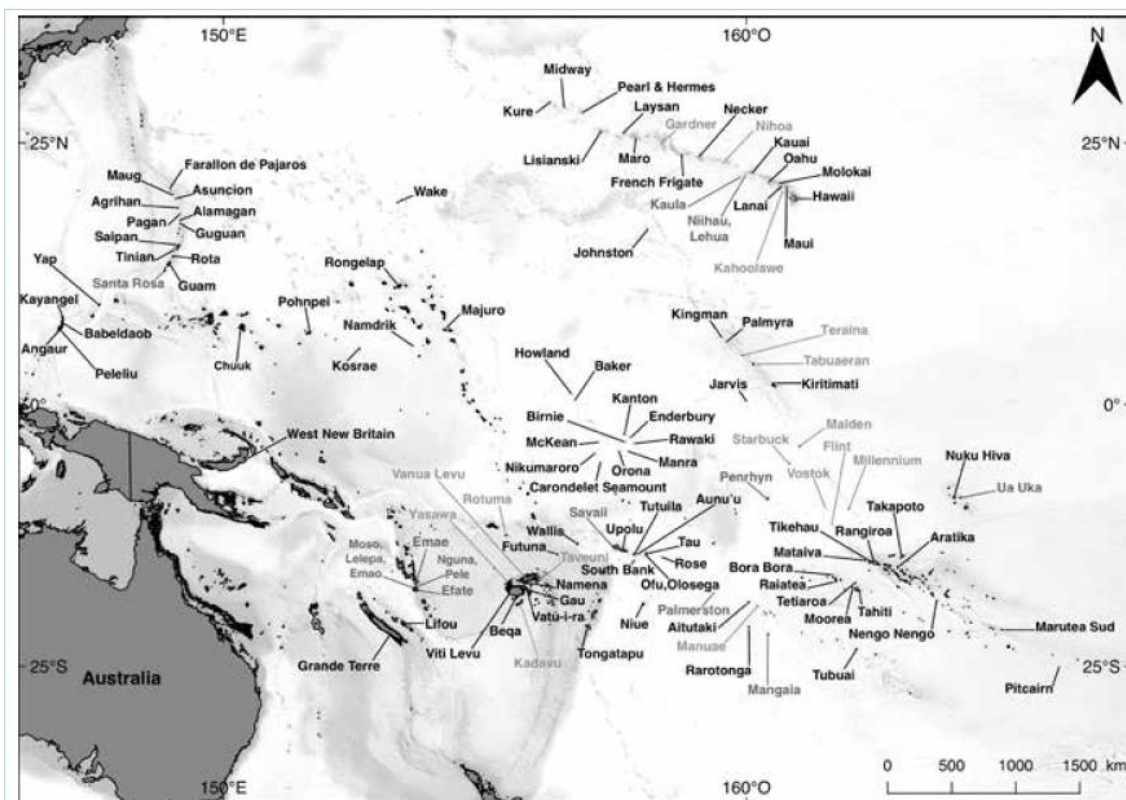 150°E
160°O
N
Midway
Pearl & Hermes
Kure
Laysan
Necker
Gardner
Nihoa
25°N
25°N
Kauai
Lisianski
Maro
Oahu
Farallon de Pajaros
Molokai
Maug
Asuncion
French Frigate
Wake
Agrihan
Kaula
Lanai
Hawaii
Alamagan
Pagan
Niihau,
Lehua
Guguan
Saipan
Maui
Tinian
Rota
Johnston
Yap
Rongelap
Kahoolawe
Santa Rosa
Guam
Kayangel
Pohnpei
Majuro
Kingman
Palmyra
Namdrik
Teraina
Babeldaob
Angaur
Howland
Tabuaeran
Chuuk
Kosrae
Baker
Peleliu
Jarvis
Kiritimati
Kanton
0°
0°
Birnie
Enderbury
Malden
West New Britain
McKean
Rawaki
Starbuck
Flint
Nuku Hiva
Manra
Millennium
Nikumaroro
Orona
Vanua Levu
Penrhyn
Vostok
Ua Uka
Carondelet Seamount
Rotuma
Aunu'u
Takapoto
Savaii
Tutuila
Yasawa
Tikehau
Rangiroa
Wallis
Upolu
Aratika
Moso,
Lelepa,
Emao
Emae
Tau
Futuna
Mataiva
Nguna,
Pele
Taveuni
Rose
South Bank
Bora Bora
Efate
Namena
Ofu,Olosega
Raiatea
Gau
Palmerston
Tetiaroa
Tahiti
Vatu-i-ra
Niue
Lifou
Aitutaki
Moorea
Beqa
Manuae
Nengo Nengo
Marutea Sud
Viti Levu
Tongatapu
Grande Terre
Kadavu
Rarotonga
25°S
25°S
Tubuai
Australia
Mangaia
Pitcairn
150°E
160°O
0 500 1000 1500 km